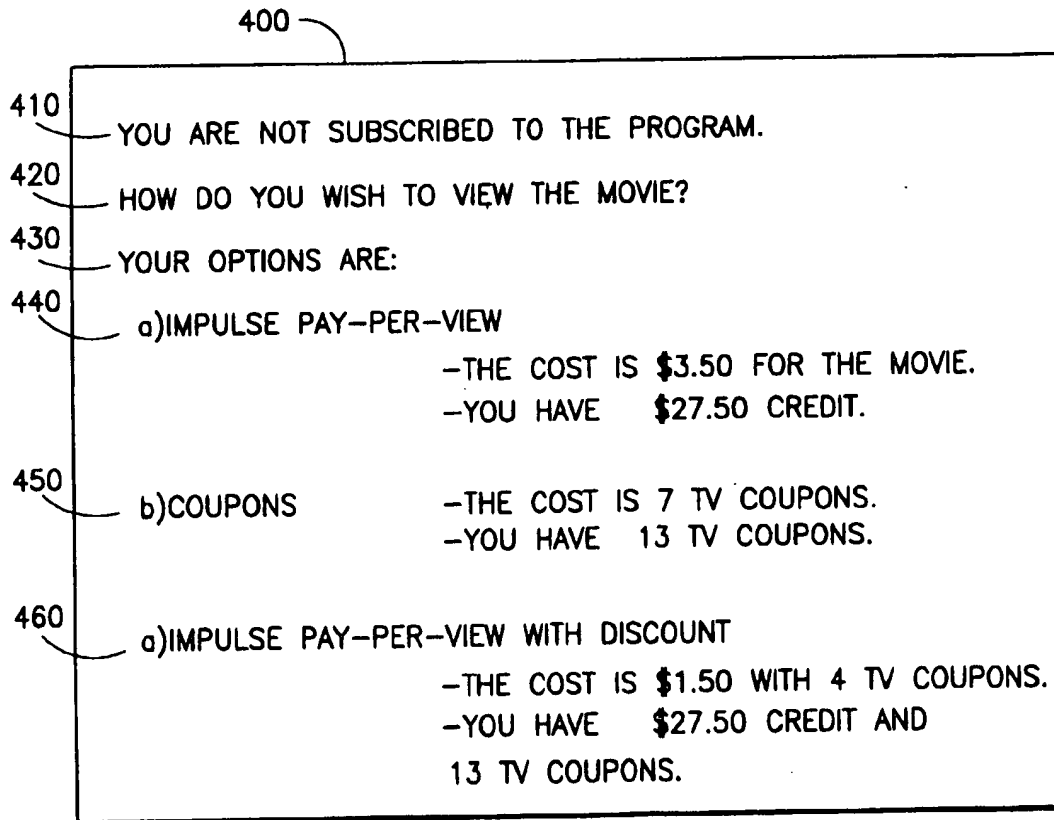 400
410
YOU ARE NOT SUBSCRIBED TO THE PROGRAM.
420
HOW DO YOU WISH TO VIEW THE MOVIE?
430
YOUR OPTIONS ARE:
440
a)IMPULSE PAY-PER-VIEW
-THE COST IS $3.50 FOR THE MOVIE.
-YOU HAVE $27.50 CREDIT.
450
b)COUPONS -THE COST IS 7 TV COUPONS.
-YOU HAVE 13 TV COUPONS.
460
a)IMPULSE PAY-PER-VIEW WITH DISCOUNT
-THE COST IS $1.50 WITH 4 TV COUPONS.
-YOU HAVE $27.50 CREDIT AND
13 TV COUPONS.